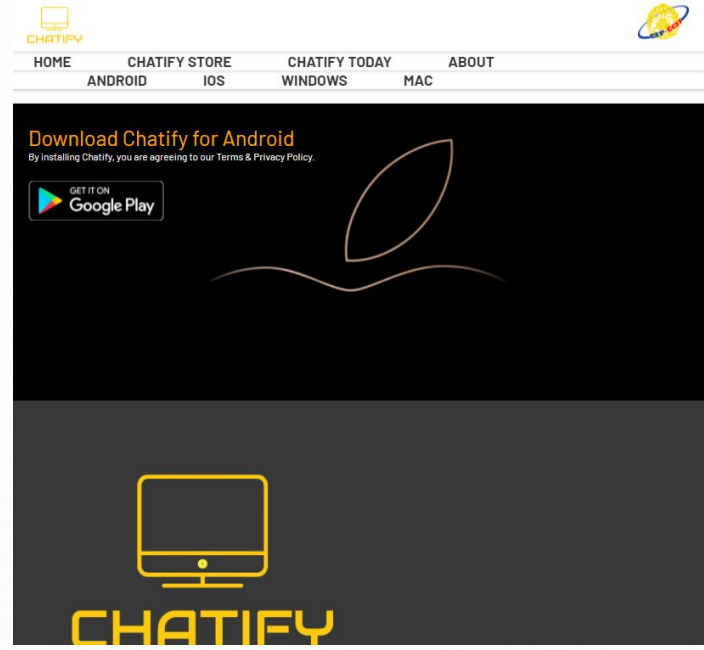 CHATIFY
HOME CHATIFY STORE CHATIFY TODAY ABOUT
ANDROID IOS WINDOWS MAC
Download Chatify for Android
By installing Chatify, you are agreeing to our Terms & Privacy Policy.
GET IT ON
Google Play
CHATIFY